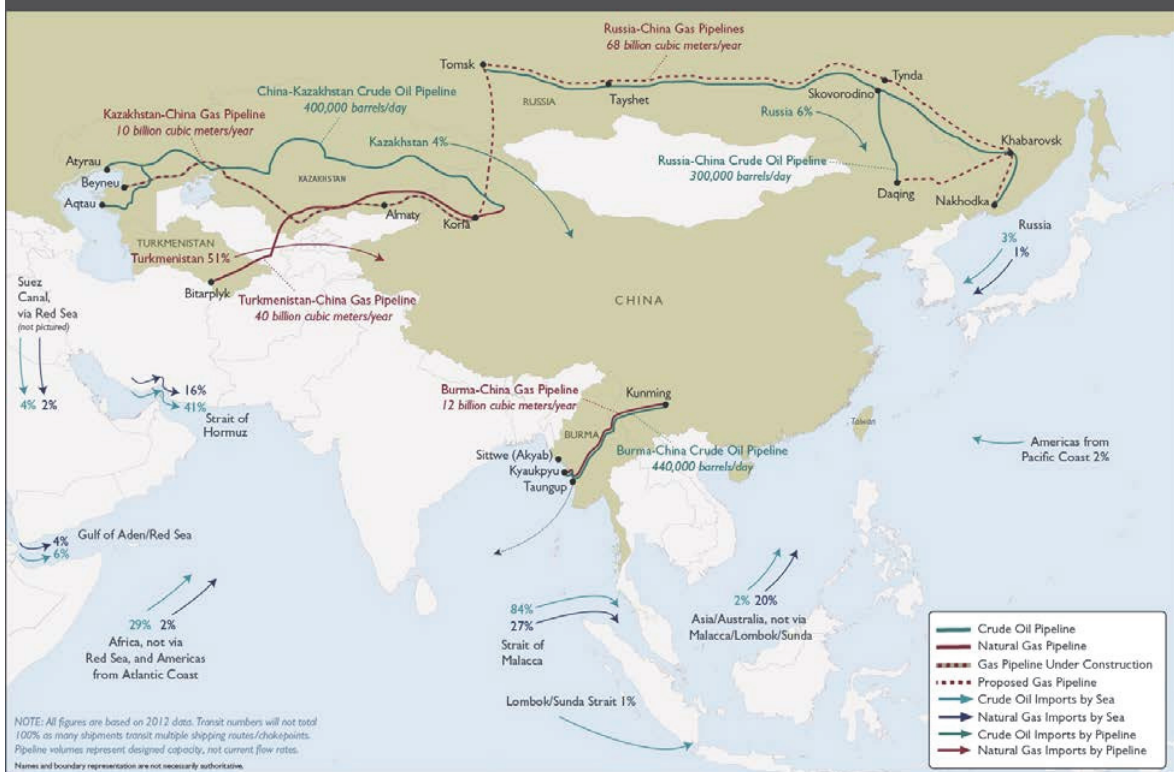 Russia-China Gas Pipelines
68 billion cubic meters/year
Tomsk
Tynda
China-Kazakhstan Crude Oil Pipeline
400,000 barrels/day
RUSSIA
Tayshet
Skovorodino
Kazakhstan-China Gas Pipeline
10 billion cubic meters/year
Russia 6%
Kazakhstan 4%
Khabarovsk
Atyrau
Beyneu
Aqtau
KAZAKHSTAN
Russia-China Crude Oil Pipeline
300,000 barrels/day
Daqing
Nakhodka
Almaty
Korla
Russia
3%
1%
TURKMENISTAN
Turkmenistan 51%
Suez
Canal,
via Red Sea
(not pictured)
Bitarplyk
Turkmenistan-China Gas Pipeline
40 billion cubic meters/year
CHINA
4%
2%
16%
41%
Strait of
Hormuz
Burma-China Gas Pipeline
12 billion cubic meters/year
Kunming
BURMA
Taiwan
Burma-China Crude Oil Pipeline
440,000 barrels/day
Sittwe (Akyab)
Kyaukpyu
Taungup
Americas from
Pacific Coast 2%
4%
6%
Gulf of Aden/Red Sea
29%
2%
Africa, not via
Red Sea, and Americas
from Atlantic Coast
84%
27%
Strait of
Malacca
2%
20%
Asia/Australia, not via
Malacca/Lombok/Sunda
Lombok/Sunda Strait 1%
Crude Oil Pipeline
Natural Gas Pipeline
Gas Pipeline Under Construction
Proposed Gas Pipeline
Crude Oil Imports by Sea
Natural Gas Imports by Sea
Crude Oil Imports by Pipeline
Natural Gas Imports by Pipeline
NOTE: All figures are based on 2012 data. Transit numbers will not total
100% as many shipments transit multiple shipping routes/chokepoints.
Pipeline volumes represent designed capacity, not current flow rates.
Names and boundary representation are not necessarily authoritative.